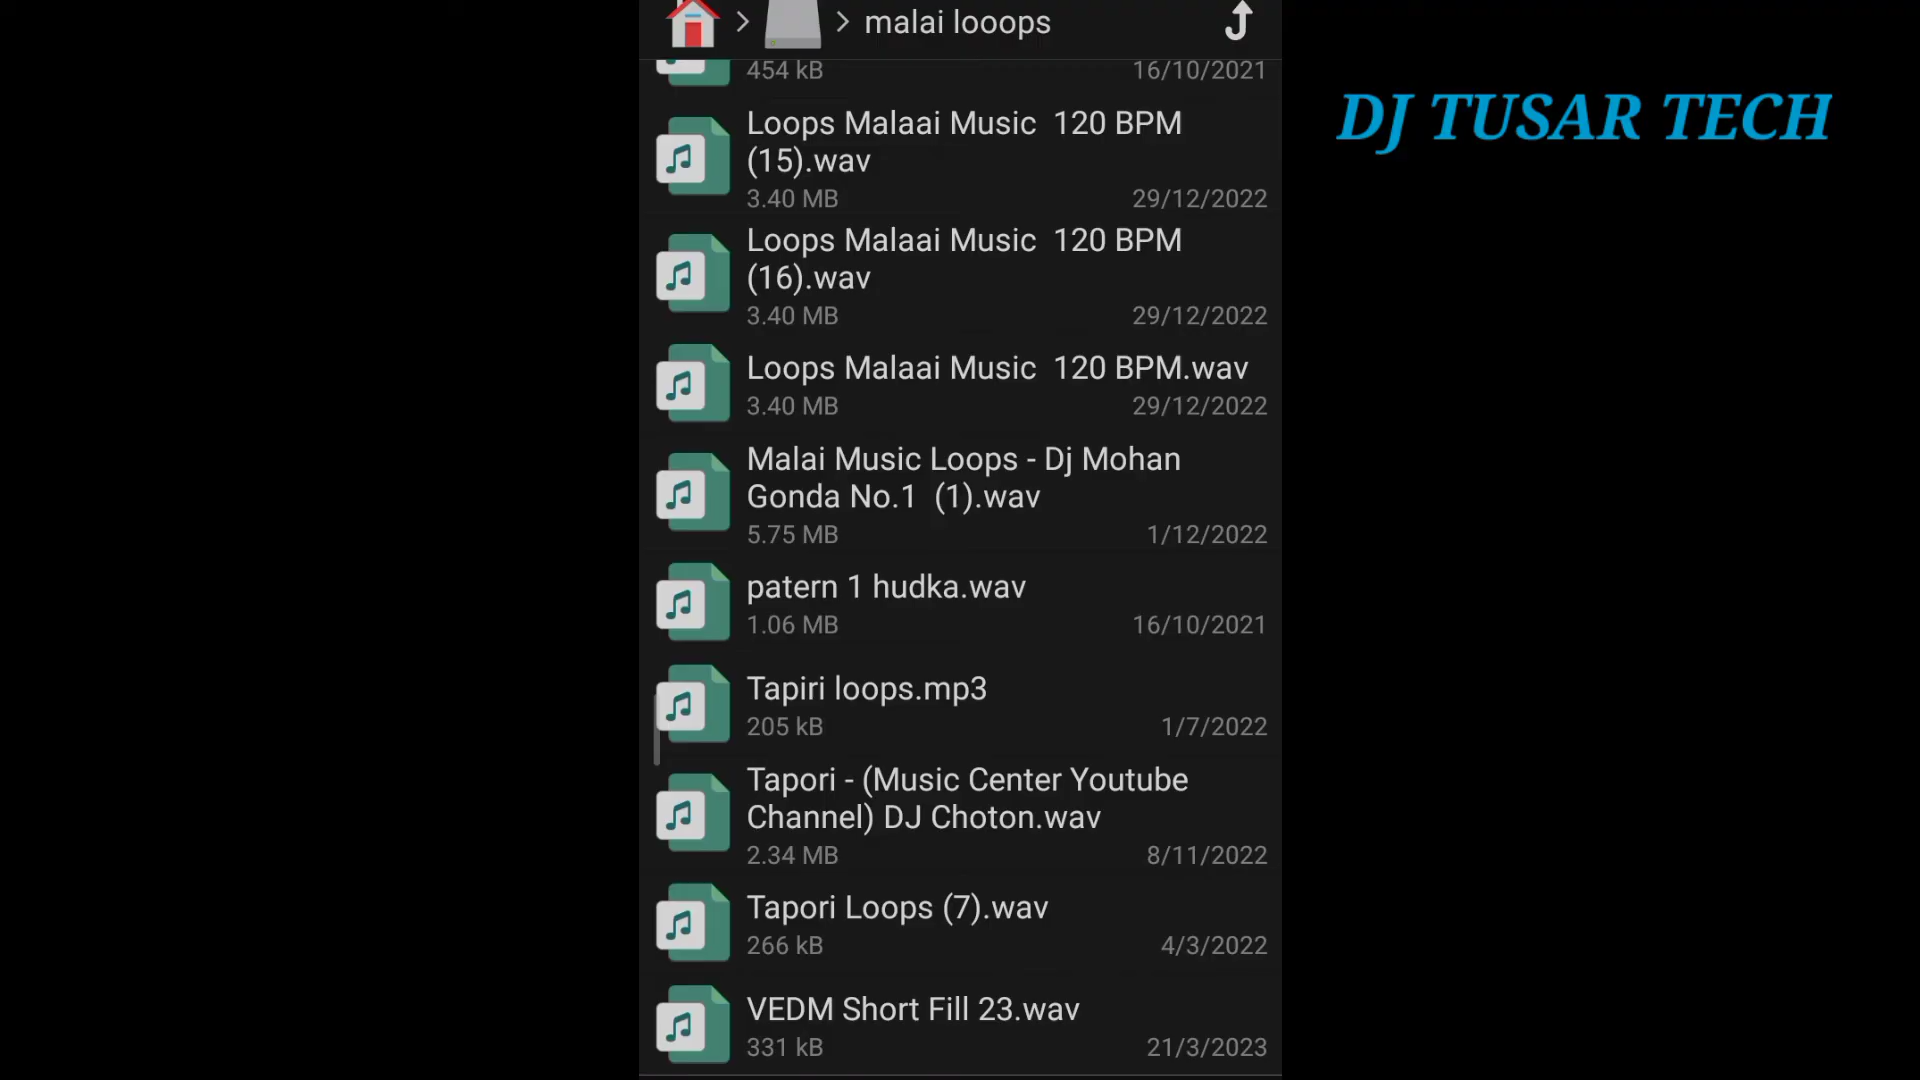 malai looops
454 kB 16/10/2021
DJ TUSAR TECH
Loops Malaai Music  120 BPM
(15).wav
3.40 MB 29/12/2022
Loops Malaai Music  120 BPM
(16).wav
3.40 MB 29/12/2022
Loops Malaai Music  120 BPM.wav
3.40 MB 29/12/2022
Malai Music Loops - Dj Mohan
Gonda No.1  (1).wav
5.75 MB 1/12/2022
patern 1 hudka.wav
1.06 MB 16/10/2021
Tapiri loops.mp3
205 kB 1/7/2022
Tapori - (Music Center Youtube
Channel) DJ Choton.wav
2.34 MB 8/11/2022
Tapori Loops (7).wav
266 kB 4/3/2022
VEDM Short Fill 23.wav
331 kB 21/3/2023